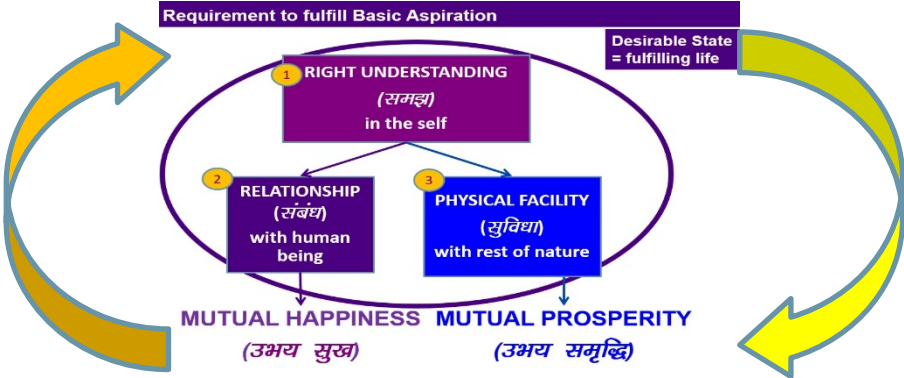 Requirement to fulfill Basic Aspiration
Desirable State
= fulfilling life
1
RIGHT UNDERSTANDING
(समझ)
in the self
2
RELATIONSHIP
(संबंध)
with human
being
3
PHYSICAL FACILITY
(सुविधा)
with rest of nature
MUTUAL HAPPINESS
(उभय सुख)
MUTUAL PROSPERITY
(उभय समृद्धि)